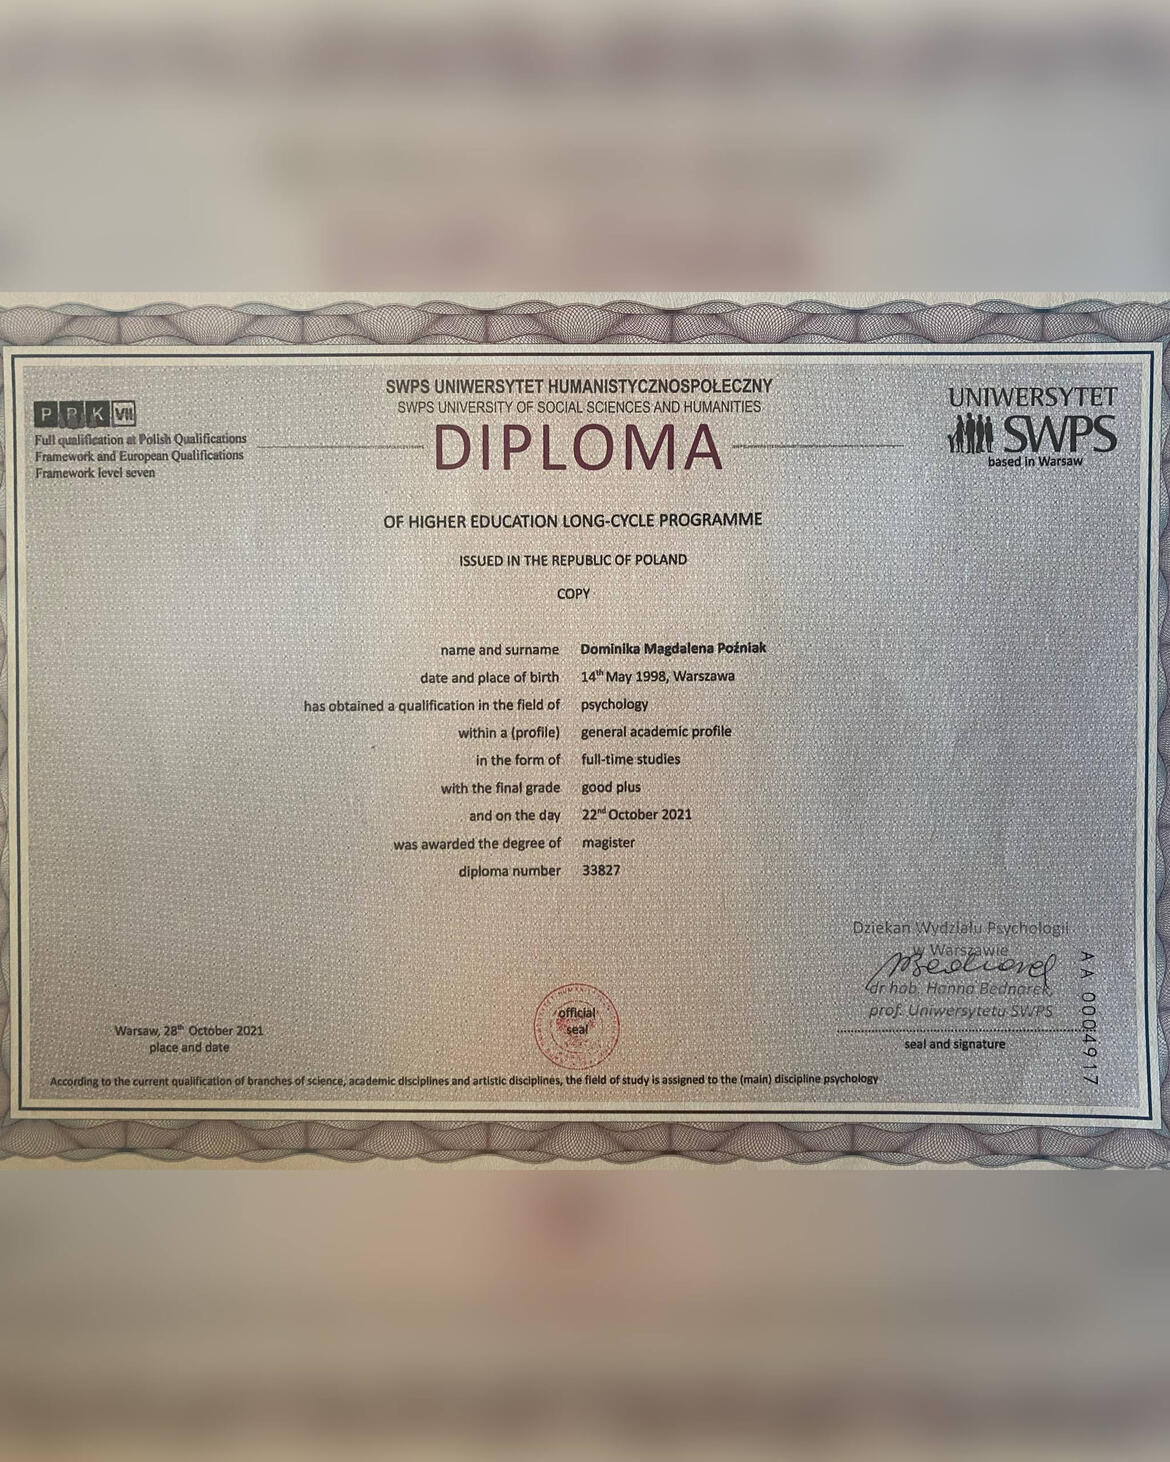 SWPS UNIWERSYTET HUMANISTYCZNOSPOŁECZNY
SWPS UNIVERSITY OF SOCIAL SCIENCES AND HUMANITIES
DIPLOMA
P R K VII
Full qualification at Polish Qualifications
Framework and European Qualifications
Framework level seven
UNIWERSYTET
SWPS
based in Warsaw
OF HIGHER EDUCATION LONG-CYCLE PROGRAMME
ISSUED IN THE REPUBLIC OF POLAND
COPY
name and surname Dominika Magdalena Poźniak
date and place of birth 14th May 1998, Warszawa
has obtained a qualification in the field of psychology
within a (profile) general academic profile
in the form of full-time studies
with the final grade good plus
and on the day 22nd October 2021
was awarded the degree of magister
diploma number 33827
Dziekan Wydziału Psychologii
w Warszawie
dr hab. Hanna Bednarek,
prof. Uniwersytetu SWPS
seal and signature
AA 0004917
official
seal
Warsaw, 28th October 2021
place and date
According to the current qualification of branches of science, academic disciplines and artistic disciplines, the field of study is assigned to the (main) discipline psychology